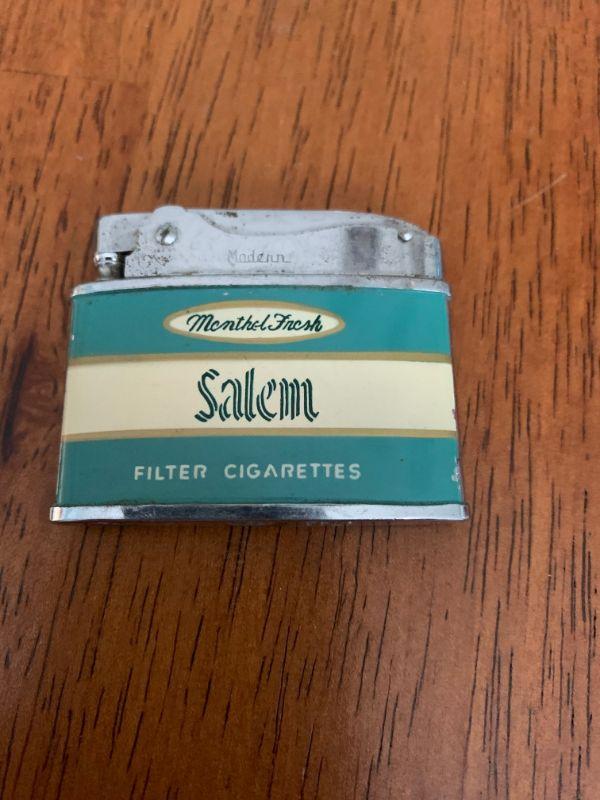 Modern
Menthol Fresh
Salem
FILTER CIGARETTES